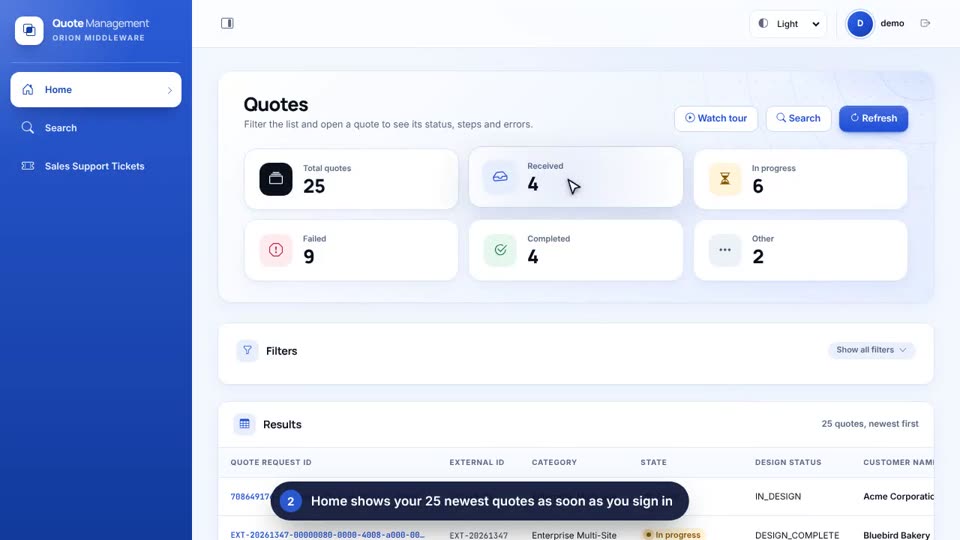 Quote Management
ORION MIDDLEWARE
Home
Search
Sales Support Tickets
Light
D
demo
Quotes
Filter the list and open a quote to see its status, steps and errors.
Watch tour
Search
Refresh
Total quotes
25
Received
4
In progress
6
Failed
9
Completed
4
Other
2
Filters
Show all filters
Results
25 quotes, newest first
QUOTE REQUEST ID EXTERNAL ID CATEGORY STATE DESIGN STATUS CUSTOMER NAM
IN_DESIGN Acme Corporatio
2 Home shows your 25 newest quotes as soon as you sign in
EXT-20261347-00000080-0000-4008-a000-00… EXT-20261347 Enterprise Multi-Site In progress DESIGN_COMPLETE Bluebird Bakery